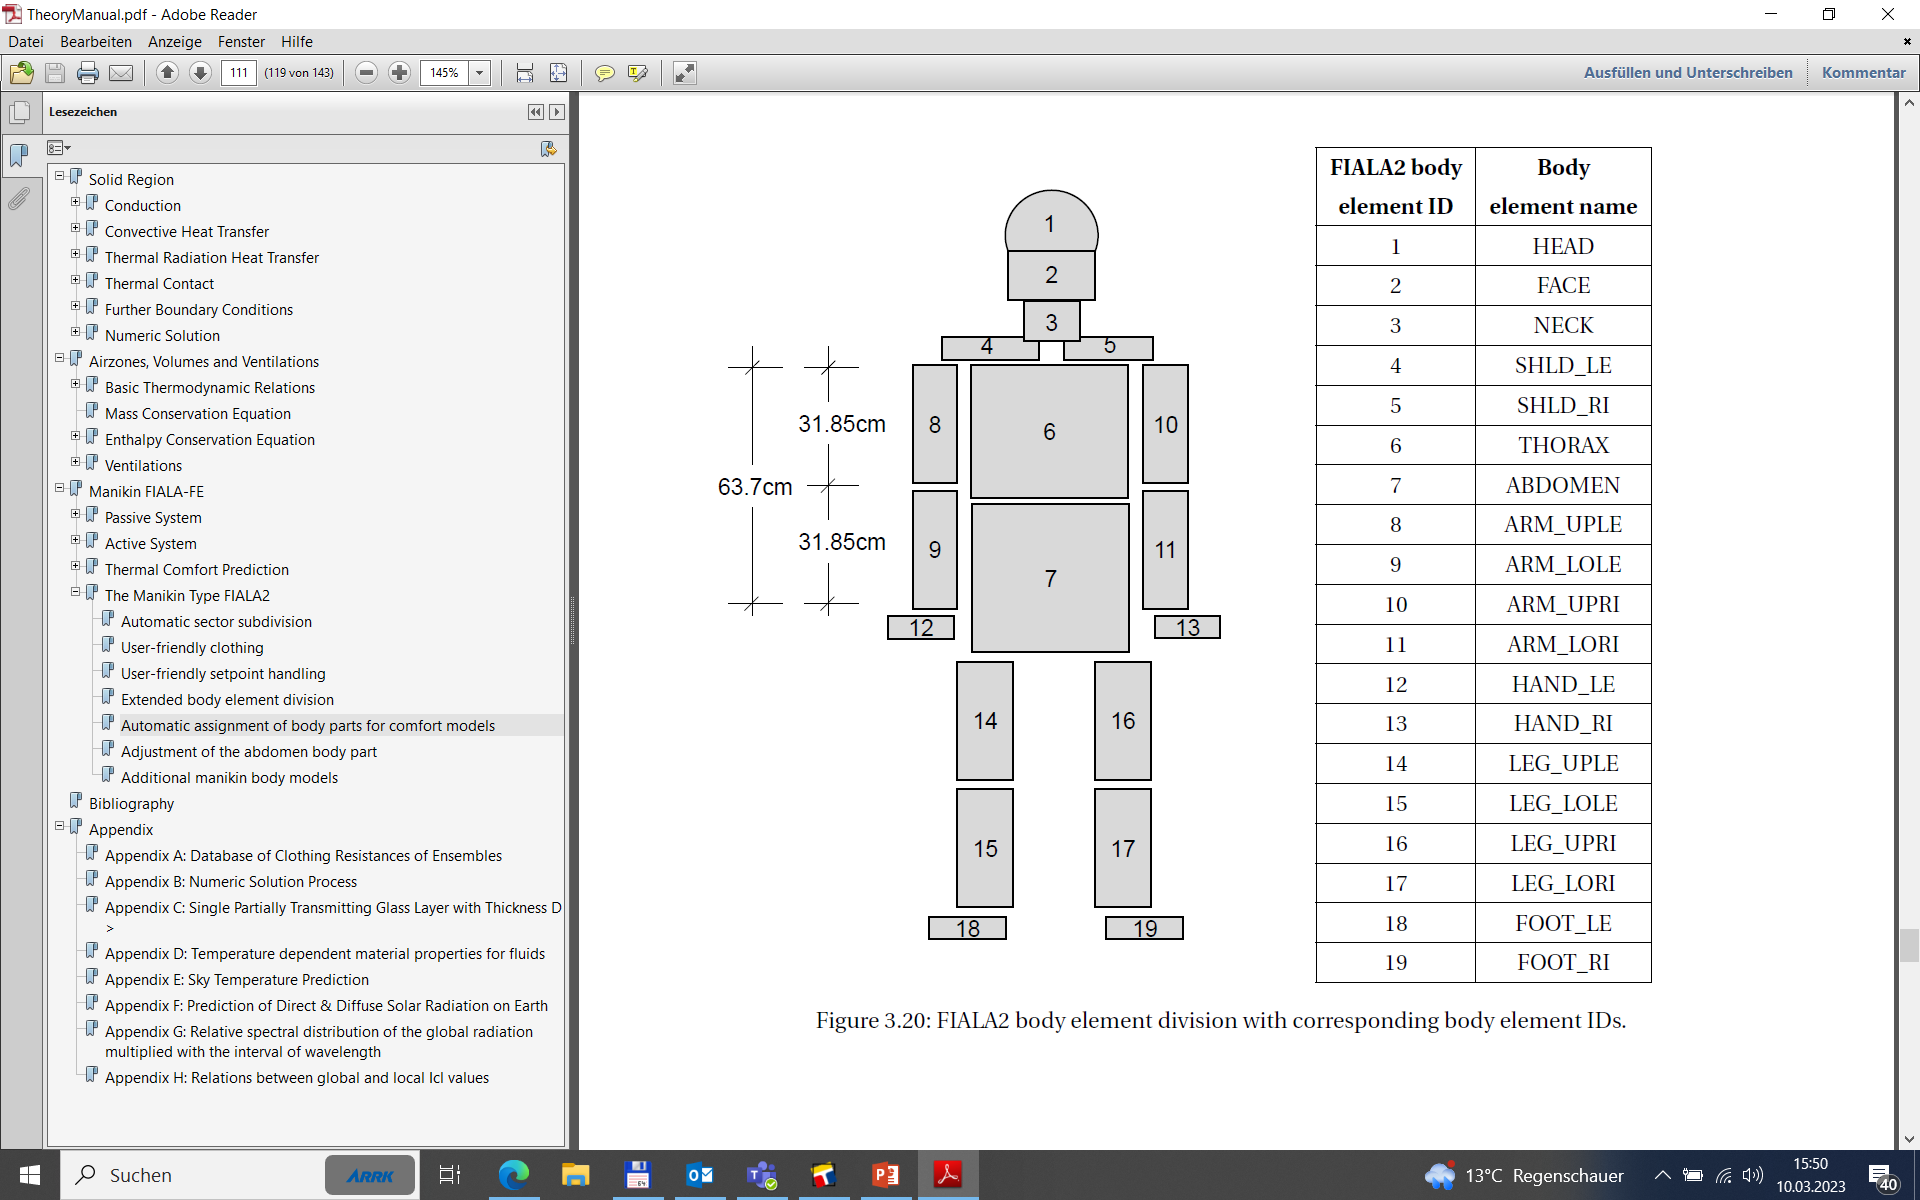 TheoryManual.pdf - Adobe Reader
Datei Bearbeiten Anzeige Fenster Hilfe
111 (119 von 143) 145% Ausfüllen und Unterschreiben Kommentar
Lesezeichen
Solid Region
Conduction
Convective Heat Transfer
Thermal Radiation Heat Transfer
Thermal Contact
Further Boundary Conditions
Numeric Solution
Airzones, Volumes and Ventilations
Basic Thermodynamic Relations
Mass Conservation Equation
Enthalpy Conservation Equation
Ventilations
Manikin FIALA-FE
Passive System
Active System
Thermal Comfort Prediction
The Manikin Type FIALA2
Automatic sector subdivision
User-friendly clothing
User-friendly setpoint handling
Extended body element division
Automatic assignment of body parts for comfort models
Adjustment of the abdomen body part
Additional manikin body models
Bibliography
Appendix
Appendix A: Database of Clothing Resistances of Ensembles
Appendix B: Numeric Solution Process
Appendix C: Single Partially Transmitting Glass Layer with Thickness D
>
Appendix D: Temperature dependent material properties for fluids
Appendix E: Sky Temperature Prediction
Appendix F: Prediction of Direct & Diffuse Solar Radiation on Earth
Appendix G: Relative spectral distribution of the global radiation
multiplied with the interval of wavelength
Appendix H: Relations between global and local Icl values
1
2
3
4 5
31.85cm 8 6 10
63.7cm
31.85cm 9 7 11
12 13
14 16
15 17
18 19
FIALA2 body Body
element ID element name
1 HEAD
2 FACE
3 NECK
4 SHLD_LE
5 SHLD_RI
6 THORAX
7 ABDOMEN
8 ARM_UPLE
9 ARM_LOLE
10 ARM_UPRI
11 ARM_LORI
12 HAND_LE
13 HAND_RI
14 LEG_UPLE
15 LEG_LOLE
16 LEG_UPRI
17 LEG_LORI
18 FOOT_LE
19 FOOT_RI
Figure 3.20: FIALA2 body element division with corresponding body element IDs.
Suchen ARRK 13°C Regenschauer 15:50
10.03.2023 40